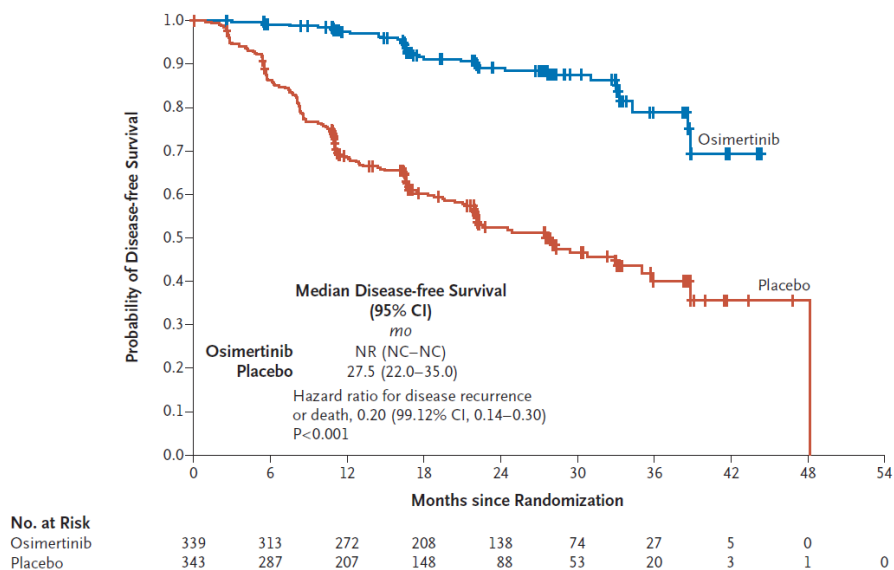 1.0
0.9
0.8
0.7
0.6
0.5
0.4
0.3
0.2
0.1
0.0
Probability of Disease-free Survival
Osimertinib
Placebo
Median Disease-free Survival
(95% CI)
mo
Osimertinib NR (NC–NC)
Placebo 27.5 (22.0–35.0)
Hazard ratio for disease recurrence
or death, 0.20 (99.12% CI, 0.14–0.30)
P<0.001
0 6 12 18 24 30 36 42 48 54
Months since Randomization
No. at Risk
Osimertinib 339 313 272 208 138 74 27 5 0
Placebo 343 287 207 148 88 53 20 3 1 0